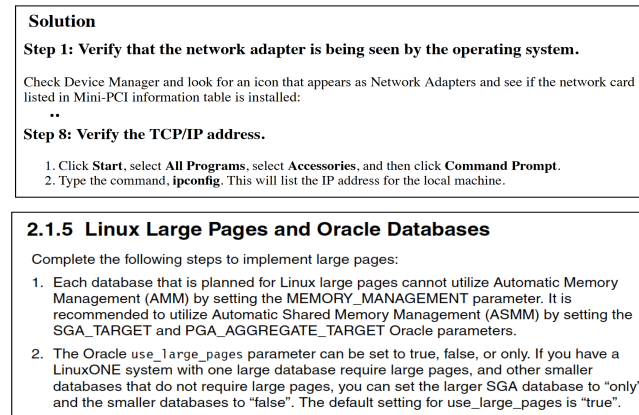 Solution
Step 1: Verify that the network adapter is being seen by the operating system.
Check Device Manager and look for an icon that appears as Network Adapters and see if the network card
listed in Mini-PCI information table is installed:
..
Step 8: Verify the TCP/IP address.
1. Click Start, select All Programs, select Accessories, and then click Command Prompt.
2. Type the command, ipconfig. This will list the IP address for the local machine.
2.1.5 Linux Large Pages and Oracle Databases
Complete the following steps to implement large pages:
1. Each database that is planned for Linux large pages cannot utilize Automatic Memory
Management (AMM) by setting the MEMORY_MANAGEMENT parameter. It is
recommended to utilize Automatic Shared Memory Management (ASMM) by setting the
SGA_TARGET and PGA_AGGREGATE_TARGET Oracle parameters.
2. The Oracle use_large_pages parameter can be set to true, false, or only. If you have a
LinuxONE system with one large database require large pages, and other smaller
databases that do not require large pages, you can set the larger SGA database to “only”
and the smaller databases to “false”. The default setting for use_large_pages is “true”.